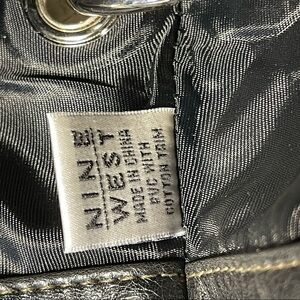 NINE
WEST
MADE IN CHINA
PVC WITH
COTTON TRIM